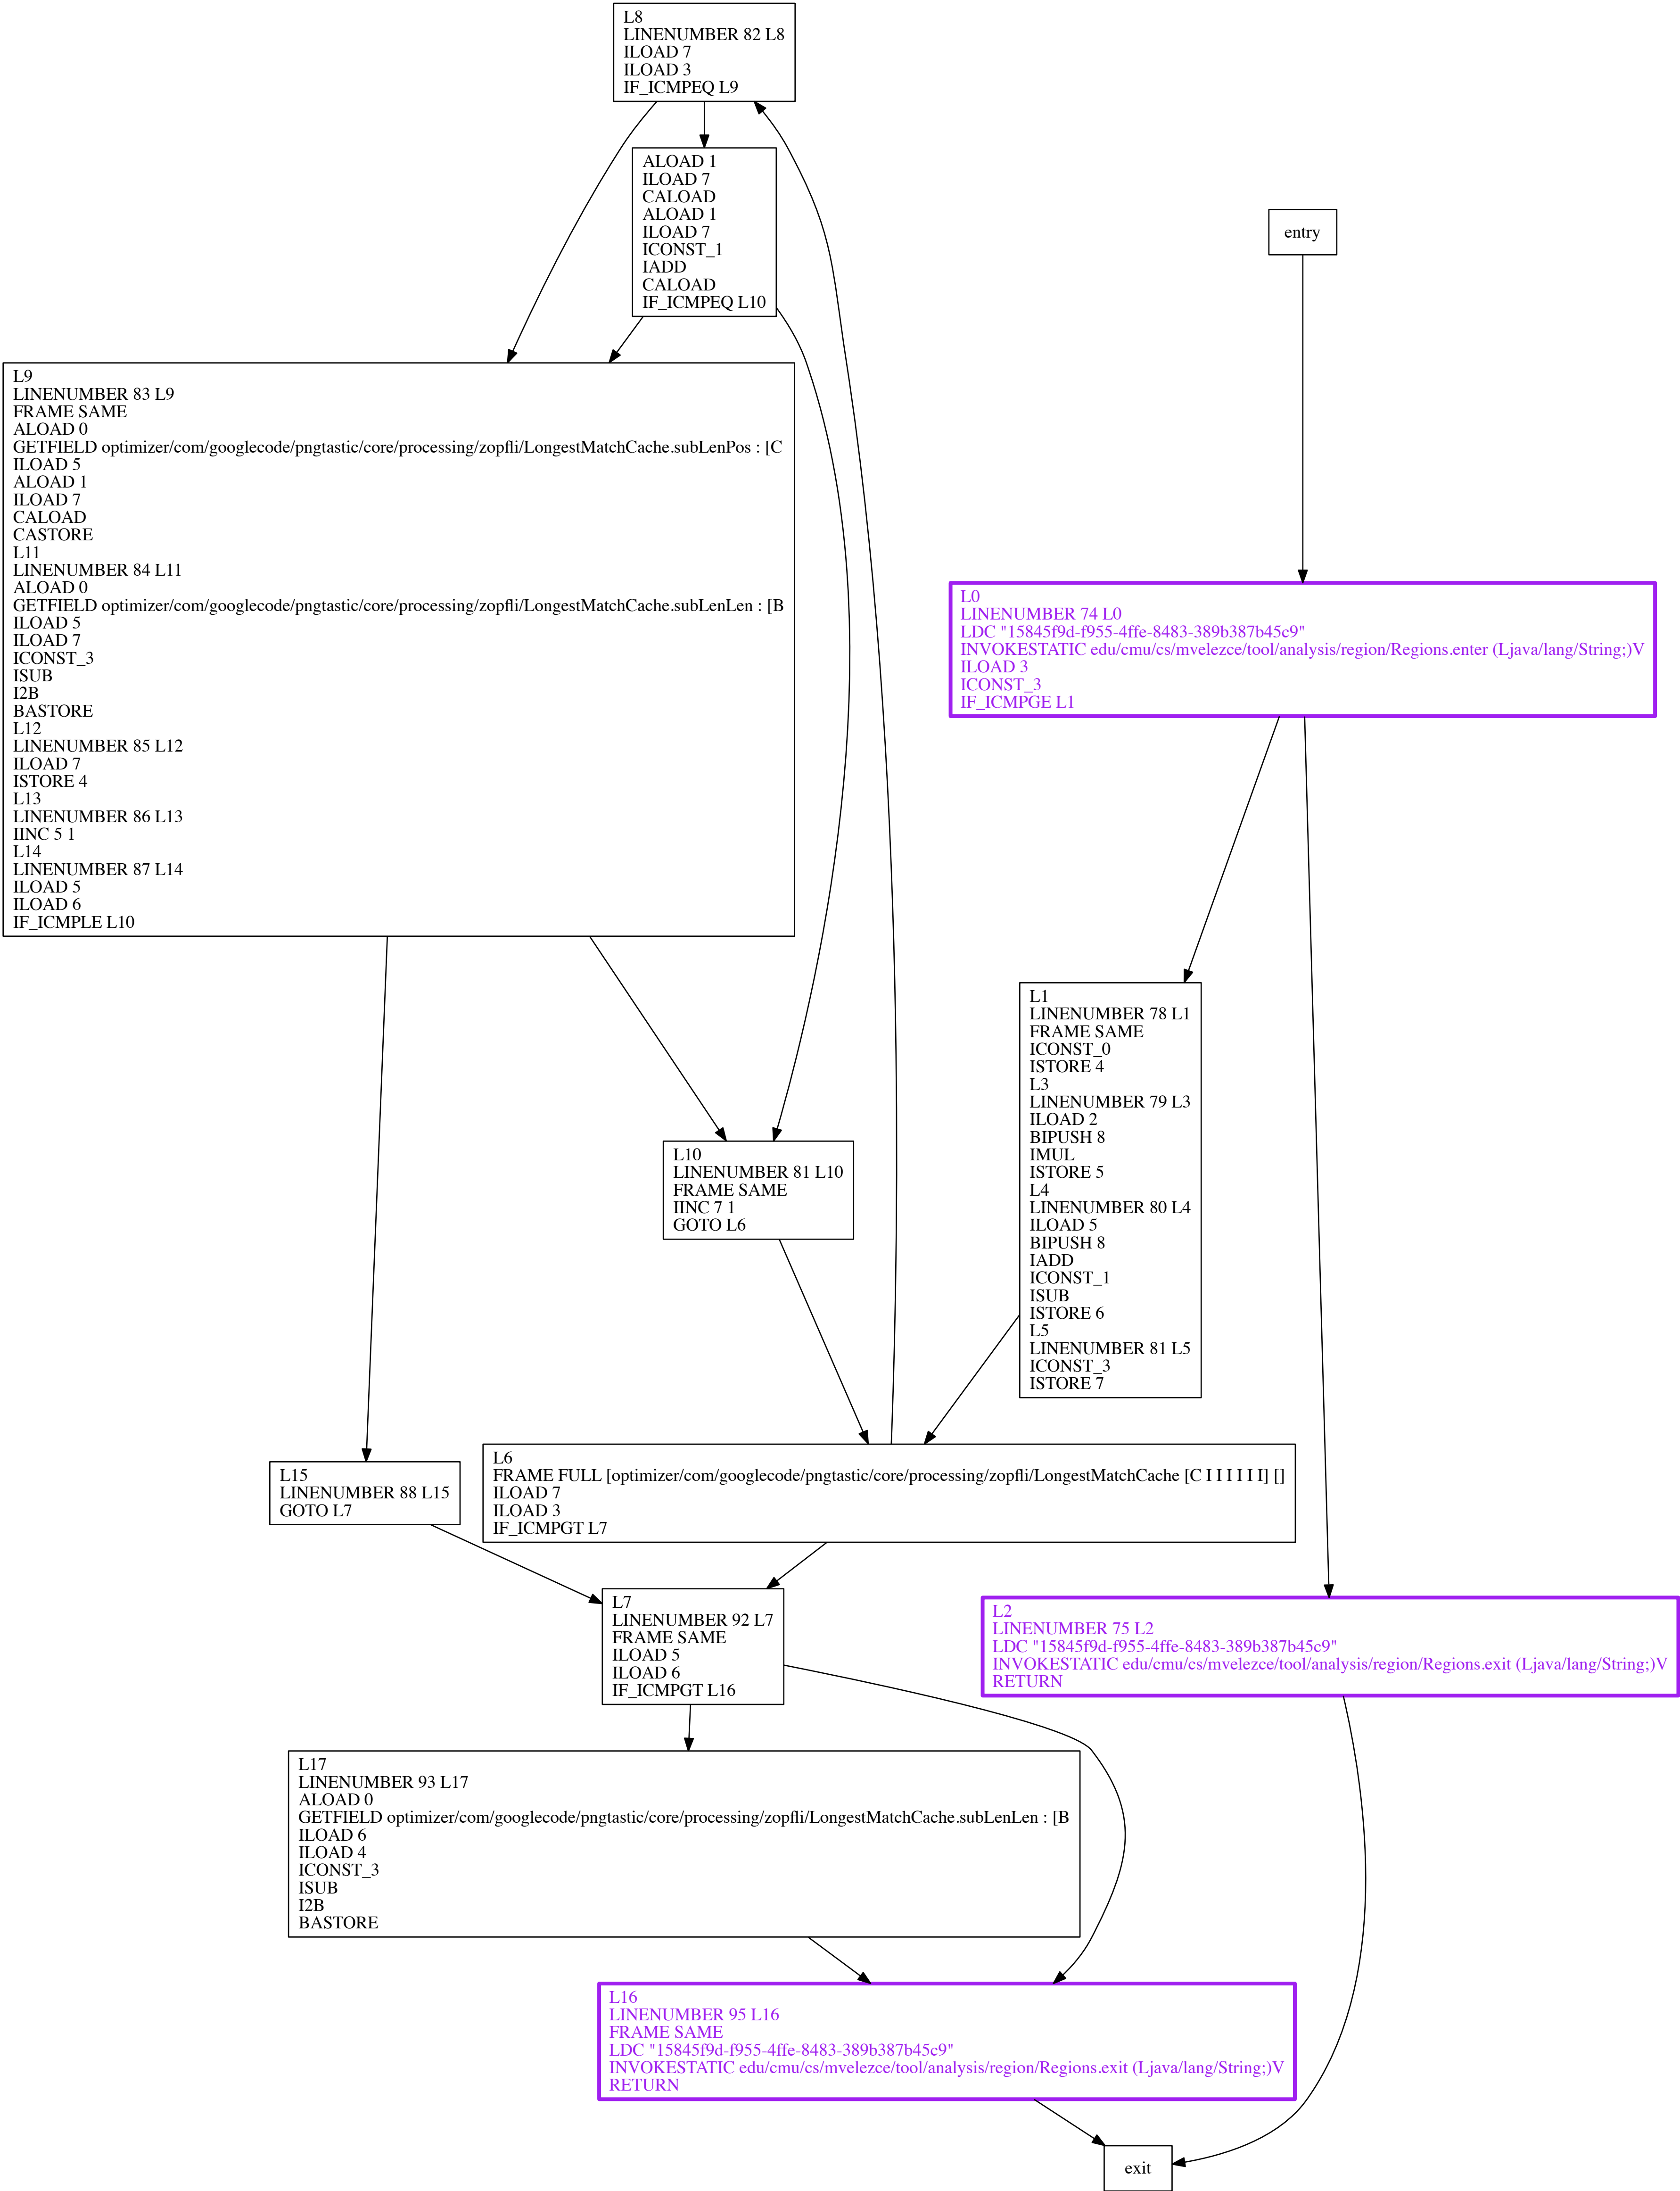 L8
LINENUMBER 82 L8
ILOAD 7
ILOAD 3
IF_ICMPEQ L9
ALOAD 1
ILOAD 7
CALOAD
ALOAD 1
ILOAD 7
ICONST_1
IADD
CALOAD
IF_ICMPEQ L10
entry
L9
LINENUMBER 83 L9
FRAME SAME
ALOAD 0
GETFIELD optimizer/com/googlecode/pngtastic/core/processing/zopfli/LongestMatchCache.subLenPos : [C
ILOAD 5
ALOAD 1
ILOAD 7
CALOAD
CASTORE
L11
LINENUMBER 84 L11
ALOAD 0
GETFIELD optimizer/com/googlecode/pngtastic/core/processing/zopfli/LongestMatchCache.subLenLen : [B
ILOAD 5
ILOAD 7
ICONST_3
ISUB
I2B
BASTORE
L12
LINENUMBER 85 L12
ILOAD 7
ISTORE 4
L13
LINENUMBER 86 L13
IINC 5 1
L14
LINENUMBER 87 L14
ILOAD 5
ILOAD 6
IF_ICMPLE L10
L0
LINENUMBER 74 L0
LDC "15845f9d-f955-4ffe-8483-389b387b45c9"
INVOKESTATIC edu/cmu/cs/mvelezce/tool/analysis/region/Regions.enter (Ljava/lang/String;)V
ILOAD 3
ICONST_3
IF_ICMPGE L1
L1
LINENUMBER 78 L1
FRAME SAME
ICONST_0
ISTORE 4
L3
LINENUMBER 79 L3
ILOAD 2
BIPUSH 8
IMUL
ISTORE 5
L4
LINENUMBER 80 L4
ILOAD 5
BIPUSH 8
IADD
ICONST_1
ISUB
ISTORE 6
L5
LINENUMBER 81 L5
ICONST_3
ISTORE 7
L10
LINENUMBER 81 L10
FRAME SAME
IINC 7 1
GOTO L6
L15
LINENUMBER 88 L15
GOTO L7
L6
FRAME FULL [optimizer/com/googlecode/pngtastic/core/processing/zopfli/LongestMatchCache [C I I I I I I] []
ILOAD 7
ILOAD 3
IF_ICMPGT L7
L7
LINENUMBER 92 L7
FRAME SAME
ILOAD 5
ILOAD 6
IF_ICMPGT L16
L2
LINENUMBER 75 L2
LDC "15845f9d-f955-4ffe-8483-389b387b45c9"
INVOKESTATIC edu/cmu/cs/mvelezce/tool/analysis/region/Regions.exit (Ljava/lang/String;)V
RETURN
L17
LINENUMBER 93 L17
ALOAD 0
GETFIELD optimizer/com/googlecode/pngtastic/core/processing/zopfli/LongestMatchCache.subLenLen : [B
ILOAD 6
ILOAD 4
ICONST_3
ISUB
I2B
BASTORE
L16
LINENUMBER 95 L16
FRAME SAME
LDC "15845f9d-f955-4ffe-8483-389b387b45c9"
INVOKESTATIC edu/cmu/cs/mvelezce/tool/analysis/region/Regions.exit (Ljava/lang/String;)V
RETURN
exit